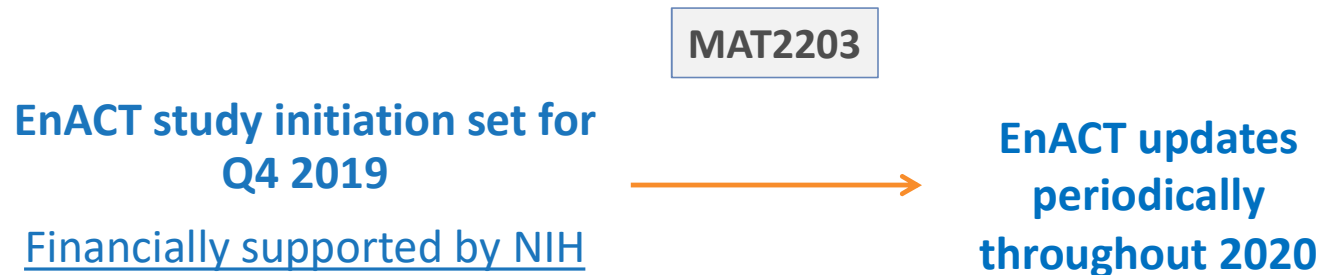 MAT2203
EnACT study initiation set for
Q4 2019
Financially supported by NIH
EnACT updates
periodically
throughout 2020